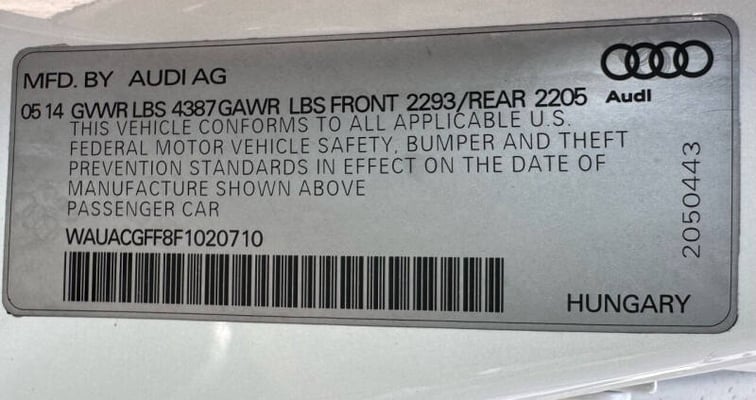 MFD. BY AUDI AG
05 14 GVWR LBS 4387 GAWR LBS FRONT 2293/REAR 2205
Audi
THIS VEHICLE CONFORMS TO ALL APPLICABLE U.S.
FEDERAL MOTOR VEHICLE SAFETY, BUMPER AND THEFT
PREVENTION STANDARDS IN EFFECT ON THE DATE OF
MANUFACTURE SHOWN ABOVE
PASSENGER CAR
WAUACGFF8F1020710
HUNGARY
2050443